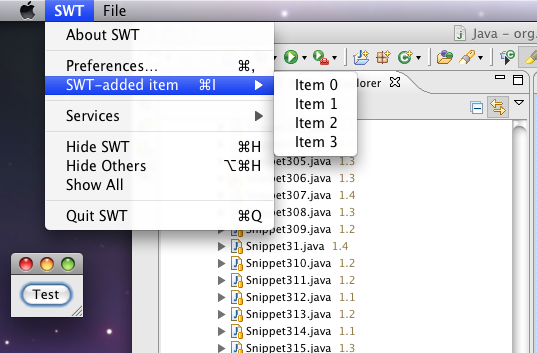 SWT File
About SWT
Preferences... ⌘,
SWT-added item ⌘I
Services
Hide SWT ⌘H
Hide Others ⌥⌘H
Show All
Quit SWT ⌘Q
Item 0
Item 1
Item 2
Item 3
Java - org.
lorer
Snippet305.java 1.3
Snippet306.java 1.3
Snippet307.java 1.4
Snippet308.java 1.3
Snippet309.java 1.2
Snippet31.java 1.4
Snippet310.java 1.2
Snippet311.java 1.2
Snippet312.java 1.1
Snippet313.java 1.2
Snippet314.java 1.1
Snippet315.java 1.3
Test